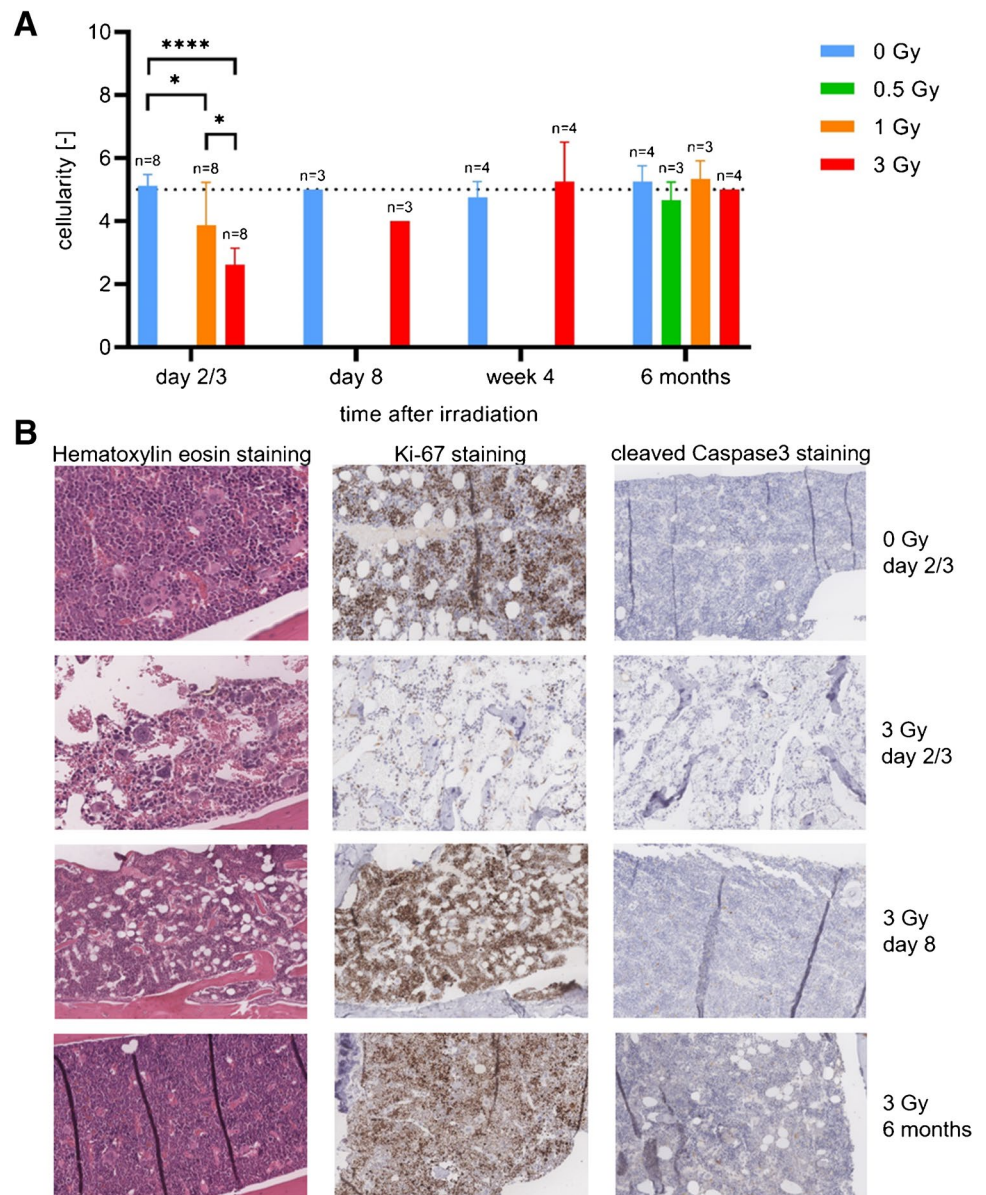 A
10
8
6
4
2
0
cellularity [-]
****
*
*
n=8
n=8
n=8
n=3
n=3
n=4
n=4
n=4
n=3
n=3
n=4
0 Gy
0.5 Gy
1 Gy
3 Gy
day 2/3
day 8
week 4
6 months
time after irradiation
B
Hematoxylin eosin staining
Ki-67 staining
cleaved Caspase3 staining
0 Gy
day 2/3
3 Gy
day 2/3
3 Gy
day 8
3 Gy
6 months